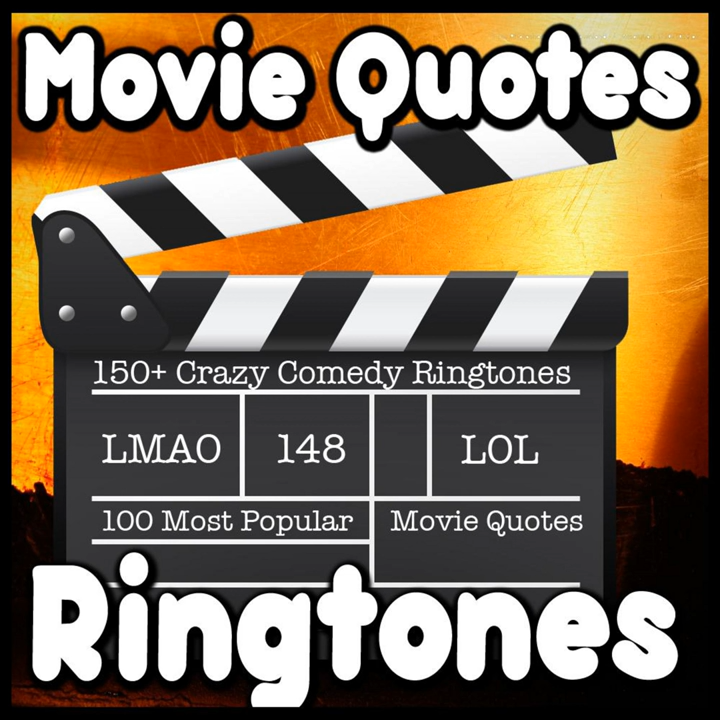 Movie Quotes
150+ Crazy Comedy Ringtones
LMAO 148 LOL
100 Most Popular Movie Quotes
Ringtones